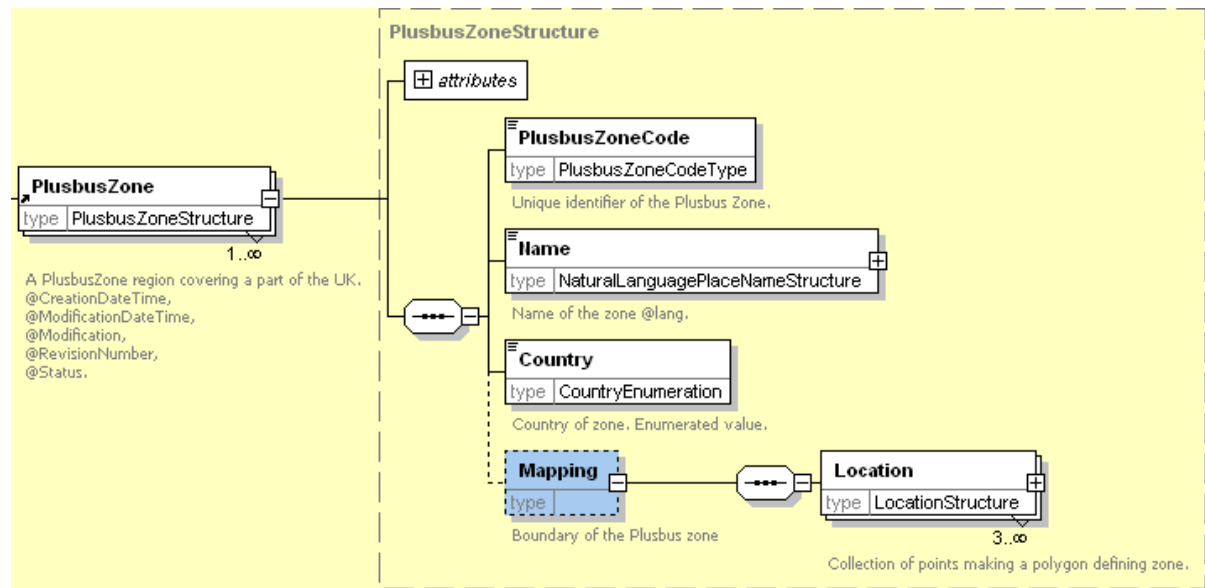 PlusbusZoneStructure
attributes
PlusbusZone
type PlusbusZoneStructure
1..∞
A PlusbusZone region covering a part of the UK.
@CreationDateTime,
@ModificationDateTime,
@Modification,
@RevisionNumber,
@Status.
PlusbusZoneCode
type PlusbusZoneCodeType
Unique identifier of the Plusbus Zone.
Name
type NaturalLanguagePlaceNameStructure
Name of the zone @lang.
Country
type CountryEnumeration
Country of zone. Enumerated value.
Mapping
type
Boundary of the Plusbus zone
Location
type LocationStructure
3..∞
Collection of points making a polygon defining zone.